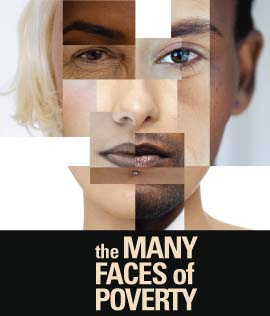 the MANY
FACES of
POVERTY